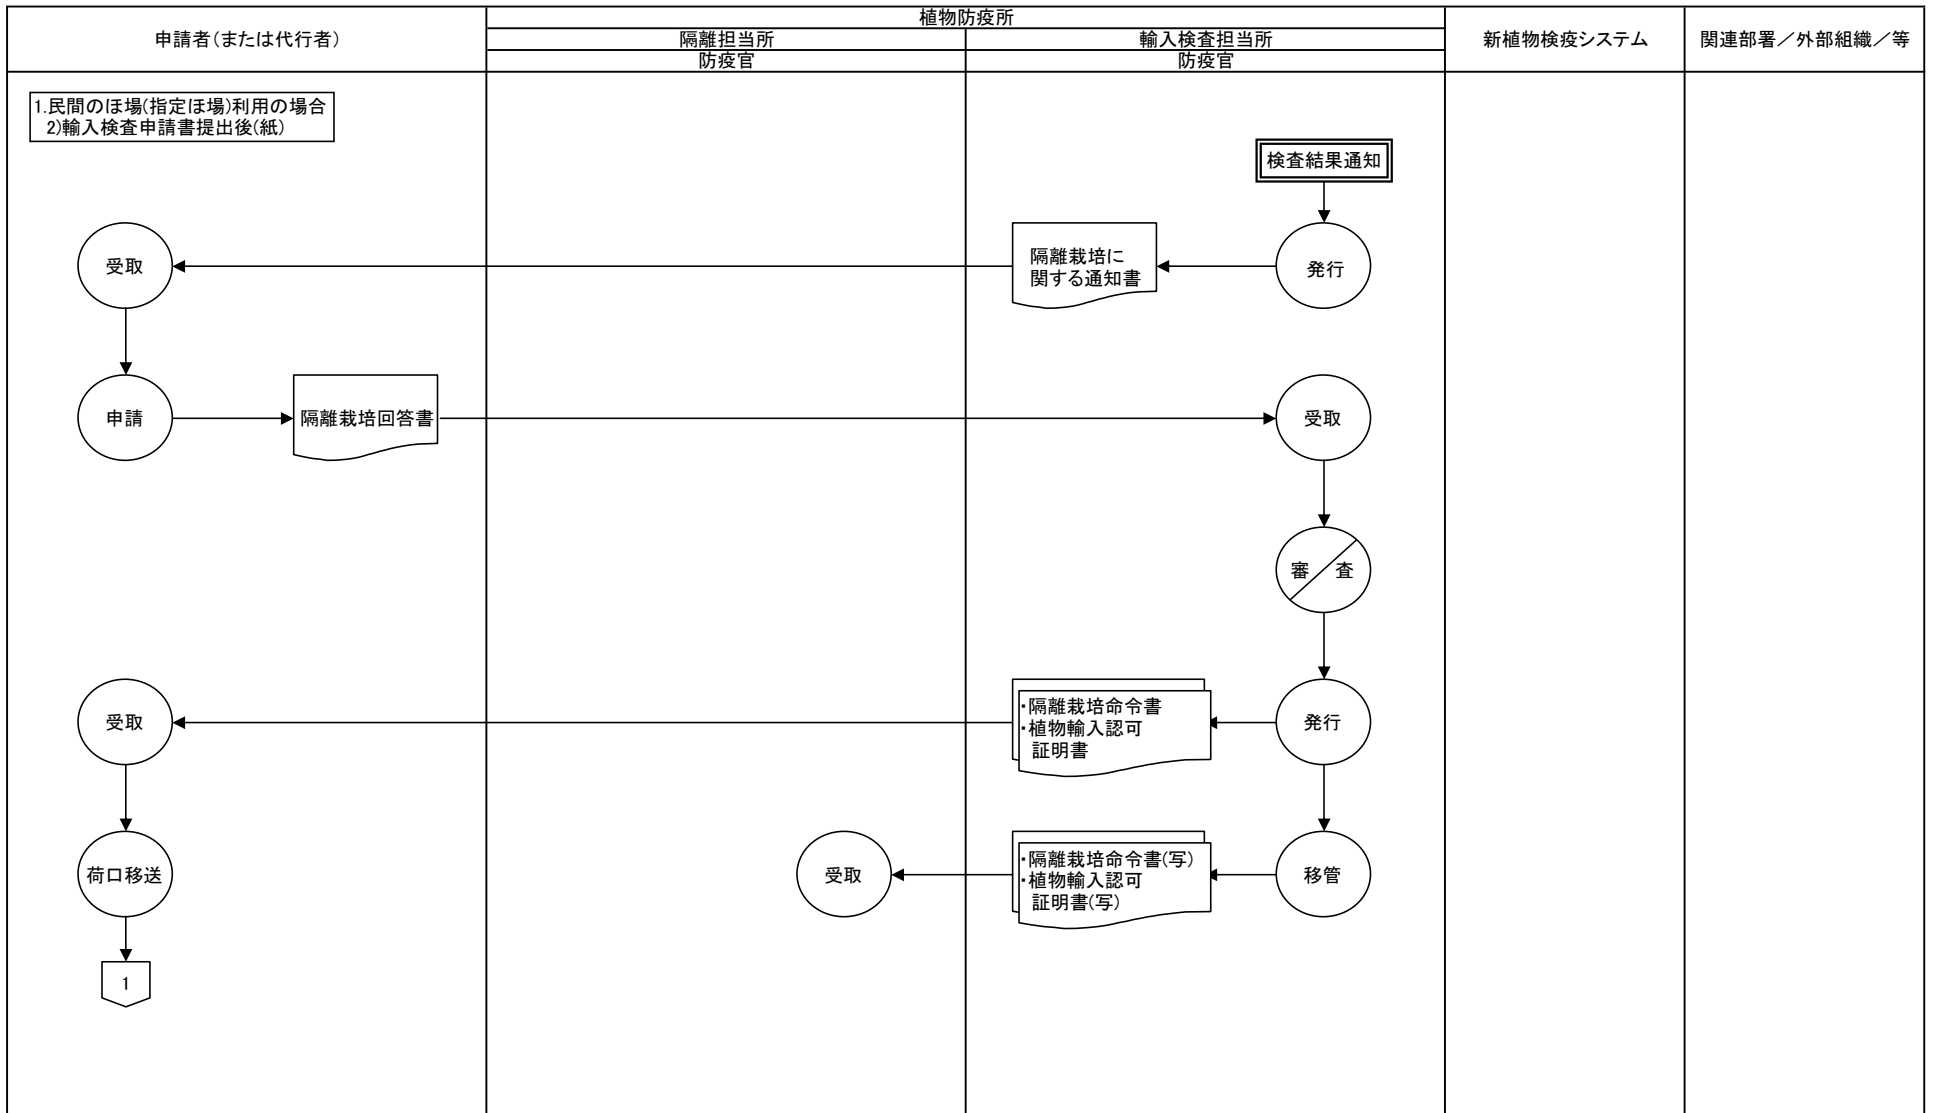 申請者(または代行者)
植物防疫所
隔離担当所
輸入検査担当所
防疫官
防疫官
新植物検疫システム
関連部署/外部組織/等
1.民間のほ場(指定ほ場)利用の場合
2)輸入検査申請書提出後(紙)
検査結果通知
受取
隔離栽培に
関する通知書
発行
申請
隔離栽培回答書
受取
審 査
受取
・隔離栽培命令書
・植物輸入認可
証明書
発行
荷口移送
受取
・隔離栽培命令書(写)
・植物輸入認可
証明書(写)
移管
1